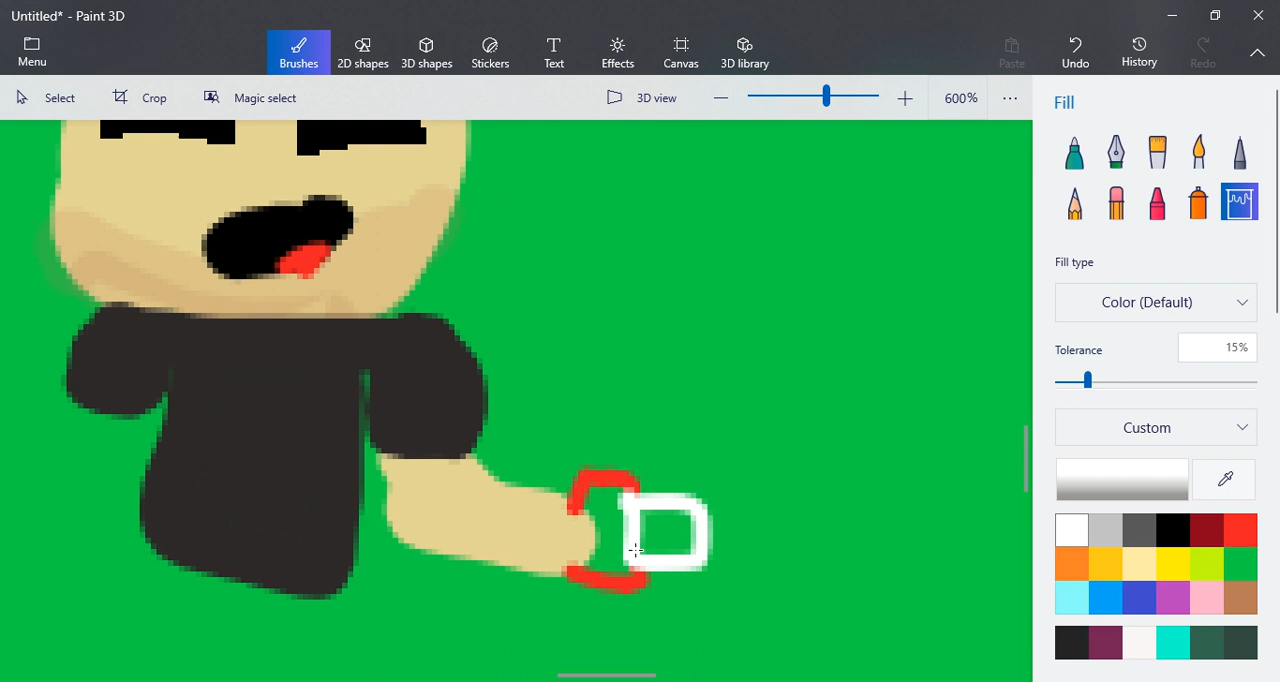 Untitled* - Paint 3D
Menu
Brushes
2D shapes
3D shapes
Stickers
Text
Effects
Canvas
3D library
Paste
Undo
History
Redo
Select
Crop
Magic select
3D view
600%
Fill
Fill type
Color (Default)
Tolerance
15%
Custom